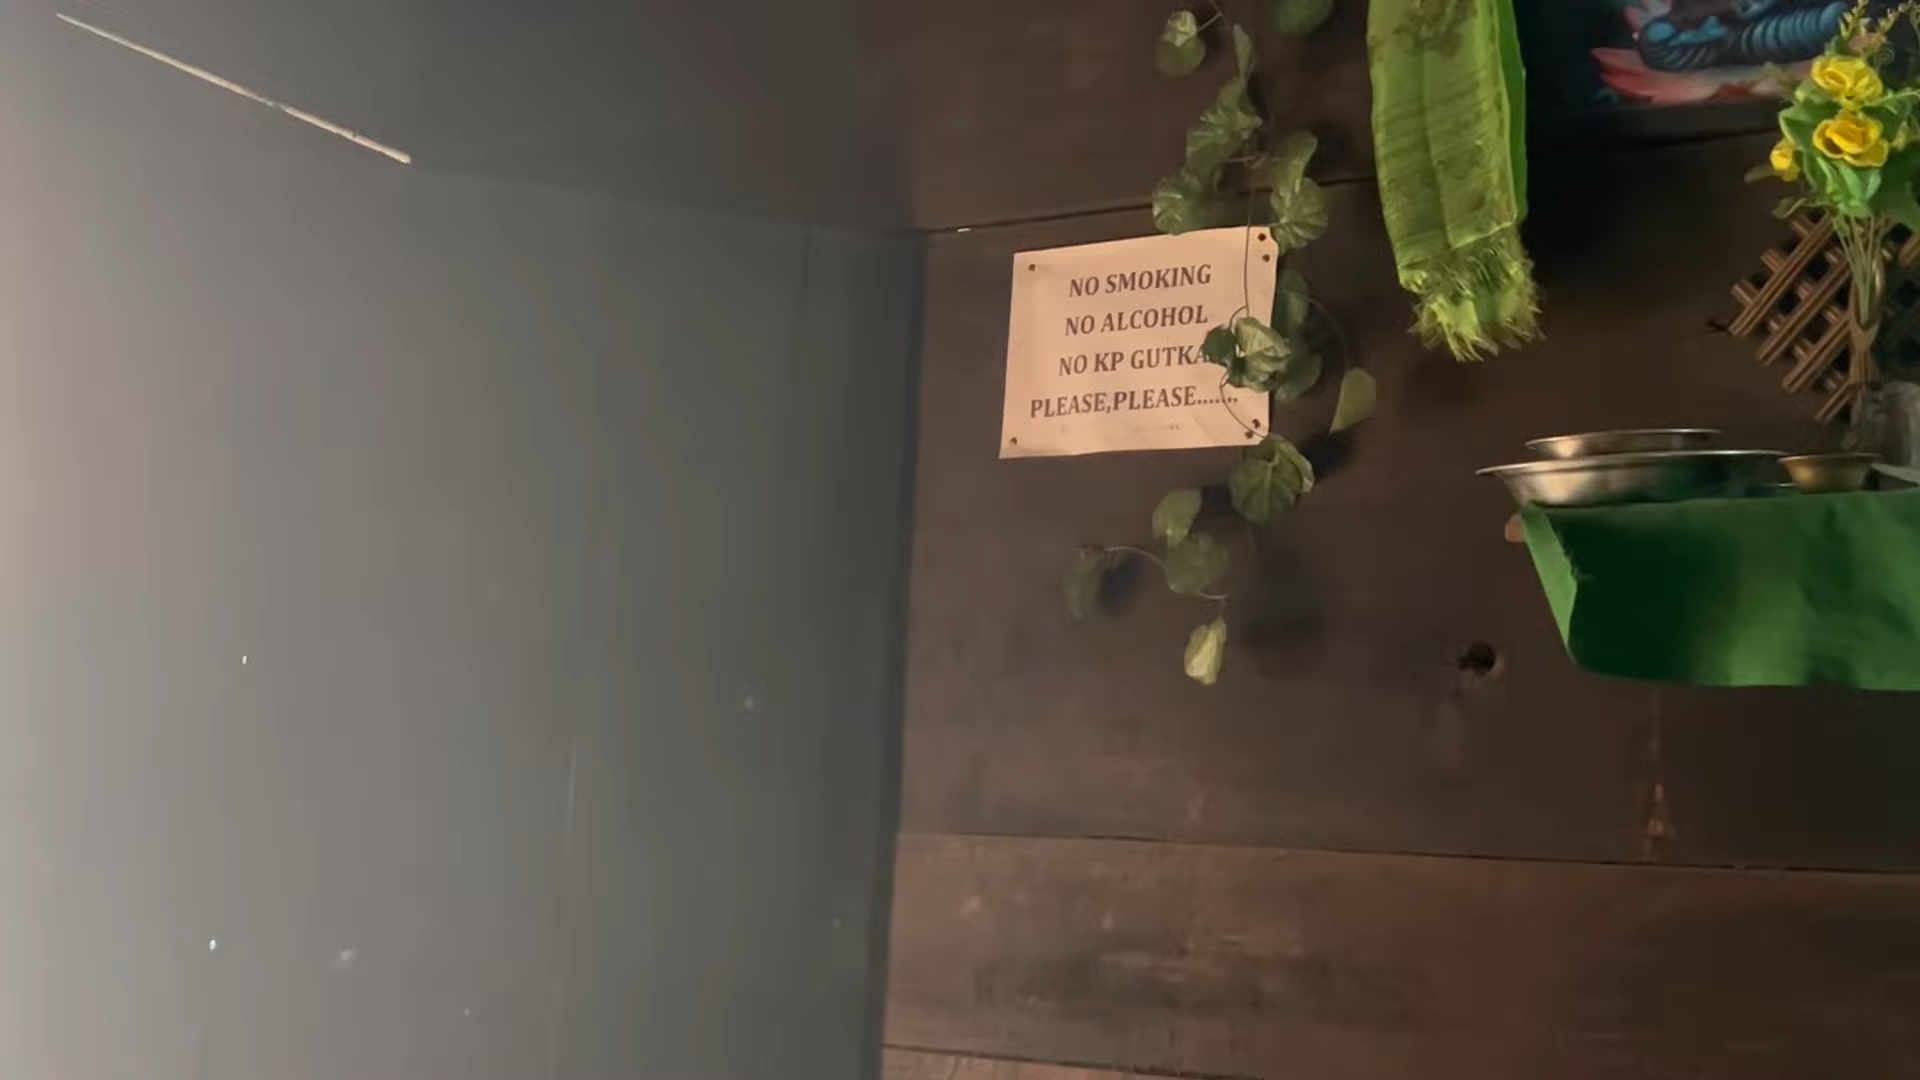 NO SMOKING
NO ALCOHOL
NO KP GUTKA
PLEASE,PLEASE.......